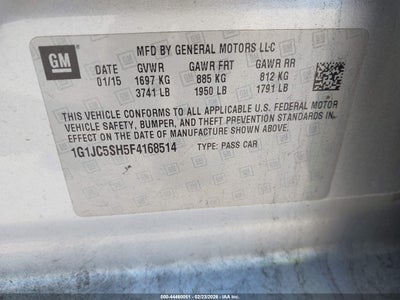 GM
MFD BY GENERAL MOTORS LLC
DATE GVWR GAWR FRT GAWR RR
01/15 1697 KG 885 KG 812 KG
3741 LB 1950 LB 1791 LB
THIS VEHICLE CONFORMS TO ALL APPLICABLE U.S. FEDERAL MOTOR
VEHICLE SAFETY, BUMPER, AND THEFT PREVENTION STANDARDS IN
EFFECT ON THE DATE OF MANUFACTURE SHOWN ABOVE.
1G1JC5SH5F4168514 TYPE: PASS CAR
000-44460051 - 02/23/2026 - IAA Inc.